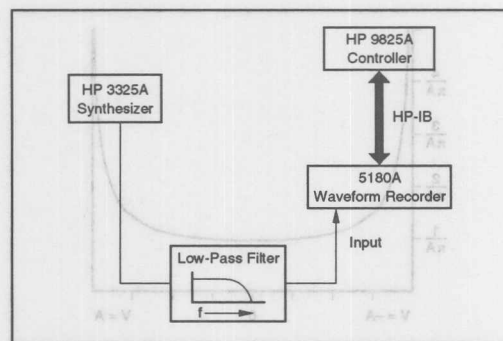 HP 9825A
Controller
HP 3325A
Synthesizer
HP-IB
5180A
Waveform Recorder
Input
Low-Pass Filter
f